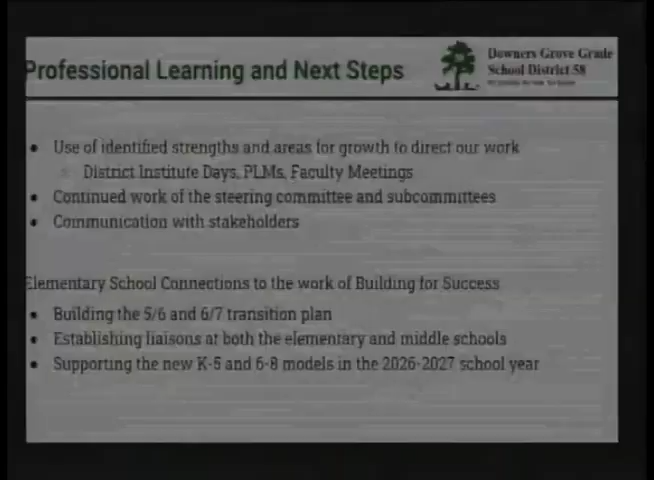 Professional Learning and Next Steps
Downers Grove Grade
School District 58
Use of identified strengths and areas for growth to direct our work
District Institute Days, PLMs, Faculty Meetings
Continued work of the steering committee and subcommittees
Communication with stakeholders
Elementary School Connections to the work of Building for Success
Building the 5/6 and 6/7 transition plan
Establishing liaisons at both the elementary and middle schools
Supporting the new K-5 and 6-8 models in the 2026-2027 school year